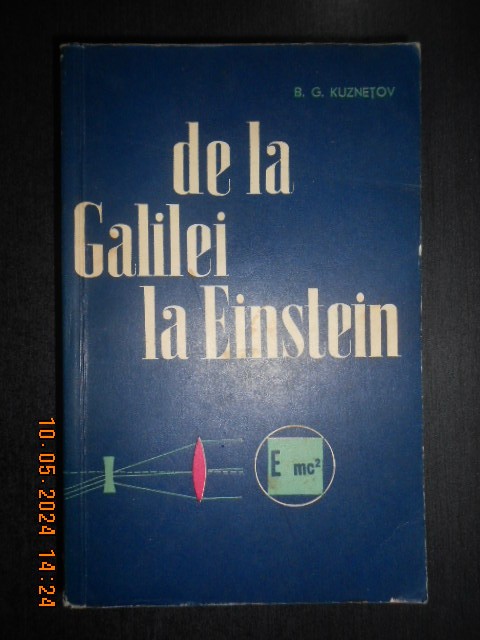 B. G. KUZNEȚOV
de la
Galilei
la Einstein
E mc²
10.05.2024 14:24